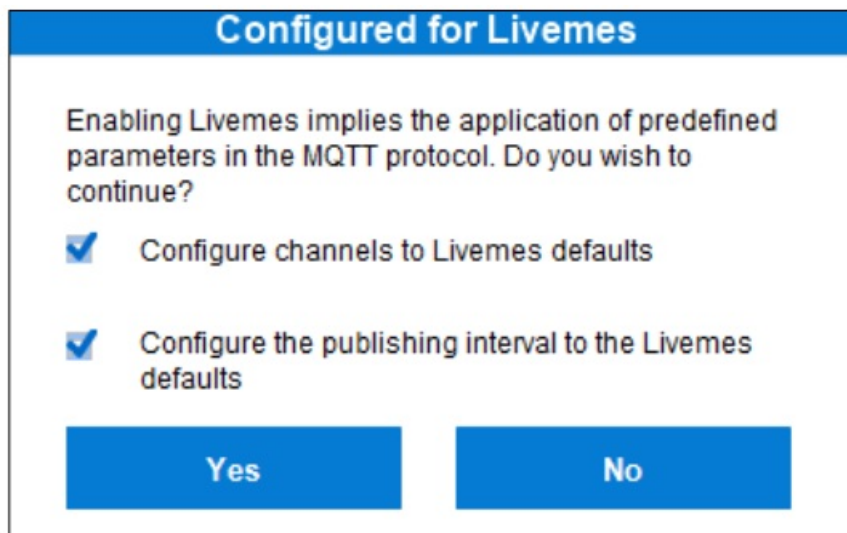 Configured for Livemes
Enabling Livemes implies the application of predefined
parameters in the MQTT protocol. Do you wish to
continue?
Configure channels to Livemes defaults
Configure the publishing interval to the Livemes
defaults
Yes
No